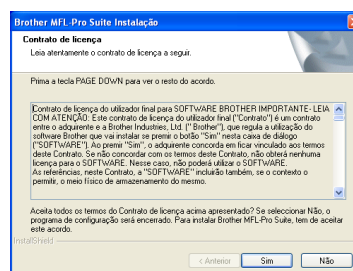 Brother MFL-Pro Suite Instalação
Contrato de licença
Leia atentamente o contrato de licença a seguir.
Prima a tecla PAGE DOWN para ver o resto do acordo.
Contrato de licença do utilizador final para SOFTWARE BROTHER IMPORTANTE- LEIA
COM ATENÇÃO: Este contrato de licença do utilizador final ("Contrato") é um contrato
entre o adquirente e a Brother Industries, Ltd. (" Brother"), que regula a utilização do
software Brother que vai instalar se premir o botão "Sim" nesta caixa de diálogo
("SOFTWARE"). Ao premir "Sim", o adquirente concorda em ficar vinculado aos termos
deste Contrato. Se não concordar com os termos deste Contrato, não obterá nenhuma
licença para o SOFTWARE. Nesse caso, não poderá utilizar o SOFTWARE.
As referências, neste Contrato, a "SOFTWARE" incluirão também, se o contexto o
permitir, o meio físico de armazenamento do mesmo.
Aceita todos os termos do Contrato de licença acima apresentado? Se seleccionar Não, o
programa de configuração será encerrado. Para instalar Brother MFL-Pro Suite, tem de aceitar
este acordo.
InstallShield
< Anterior Sim Não